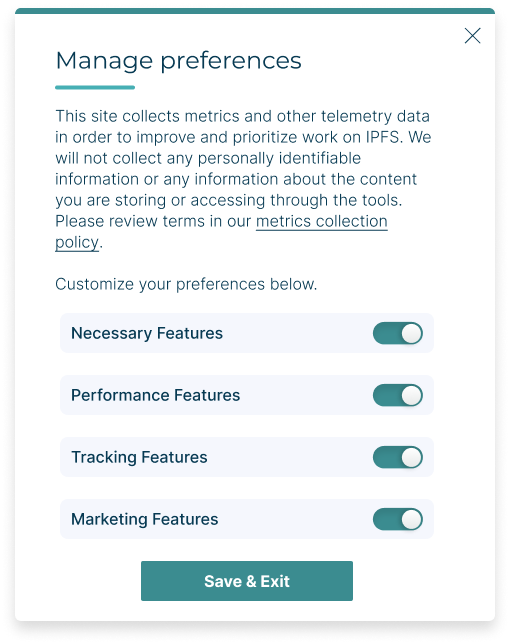 Manage preferences
This site collects metrics and other telemetry data
in order to improve and prioritize work on IPFS. We
will not collect any personally identifiable
information or any information about the content
you are storing or accessing through the tools.
Please review terms in our metrics collection
policy.
Customize your preferences below.
Necessary Features
Performance Features
Tracking Features
Marketing Features
Save & Exit